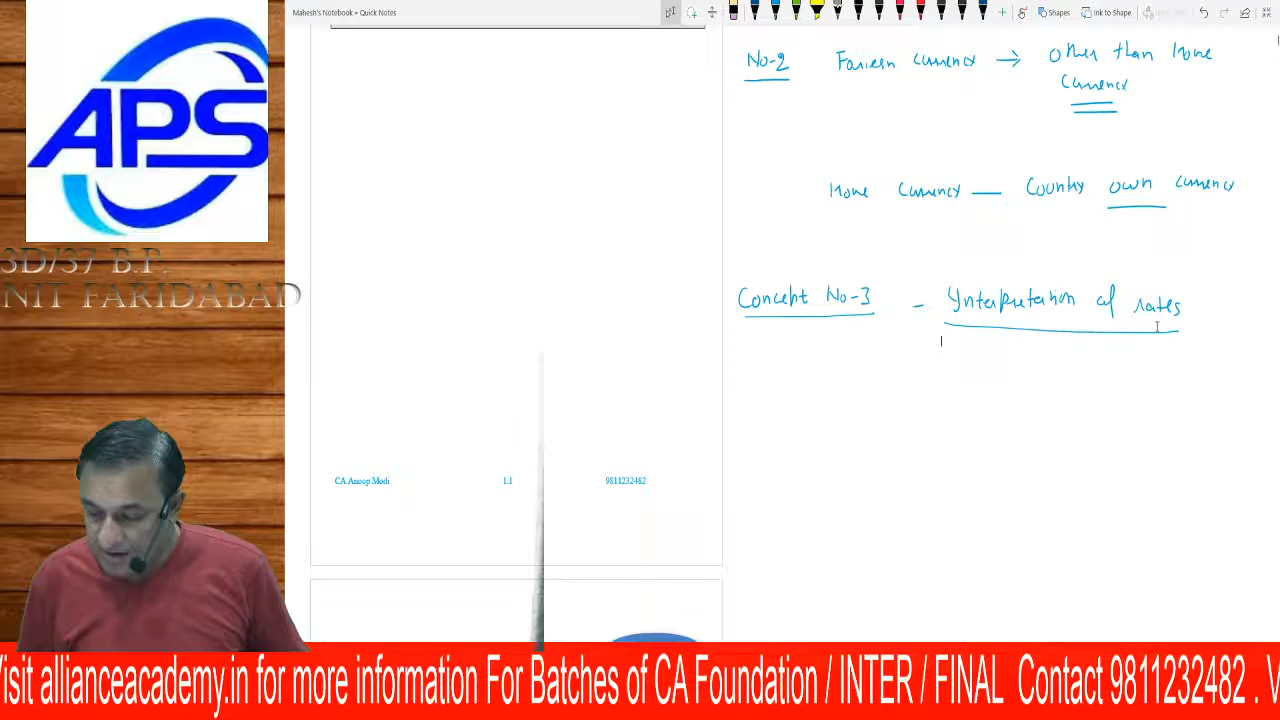 Mahesh's Notebook » Quick Notes
Shapes
Ink to Shape
APS
3D/37 B.P.
NIT FARIDABAD
No-2 Foriegn currency ⇒ other than Home
Currency
Home Currency — Country own currency
Concept No-3 - Interpretation of rates
CA Anoop Modi 1.1 9811232482
Visit allianceacademy.in for more information For Batches of CA Foundation / INTER / FINAL Contact 9811232482 . V